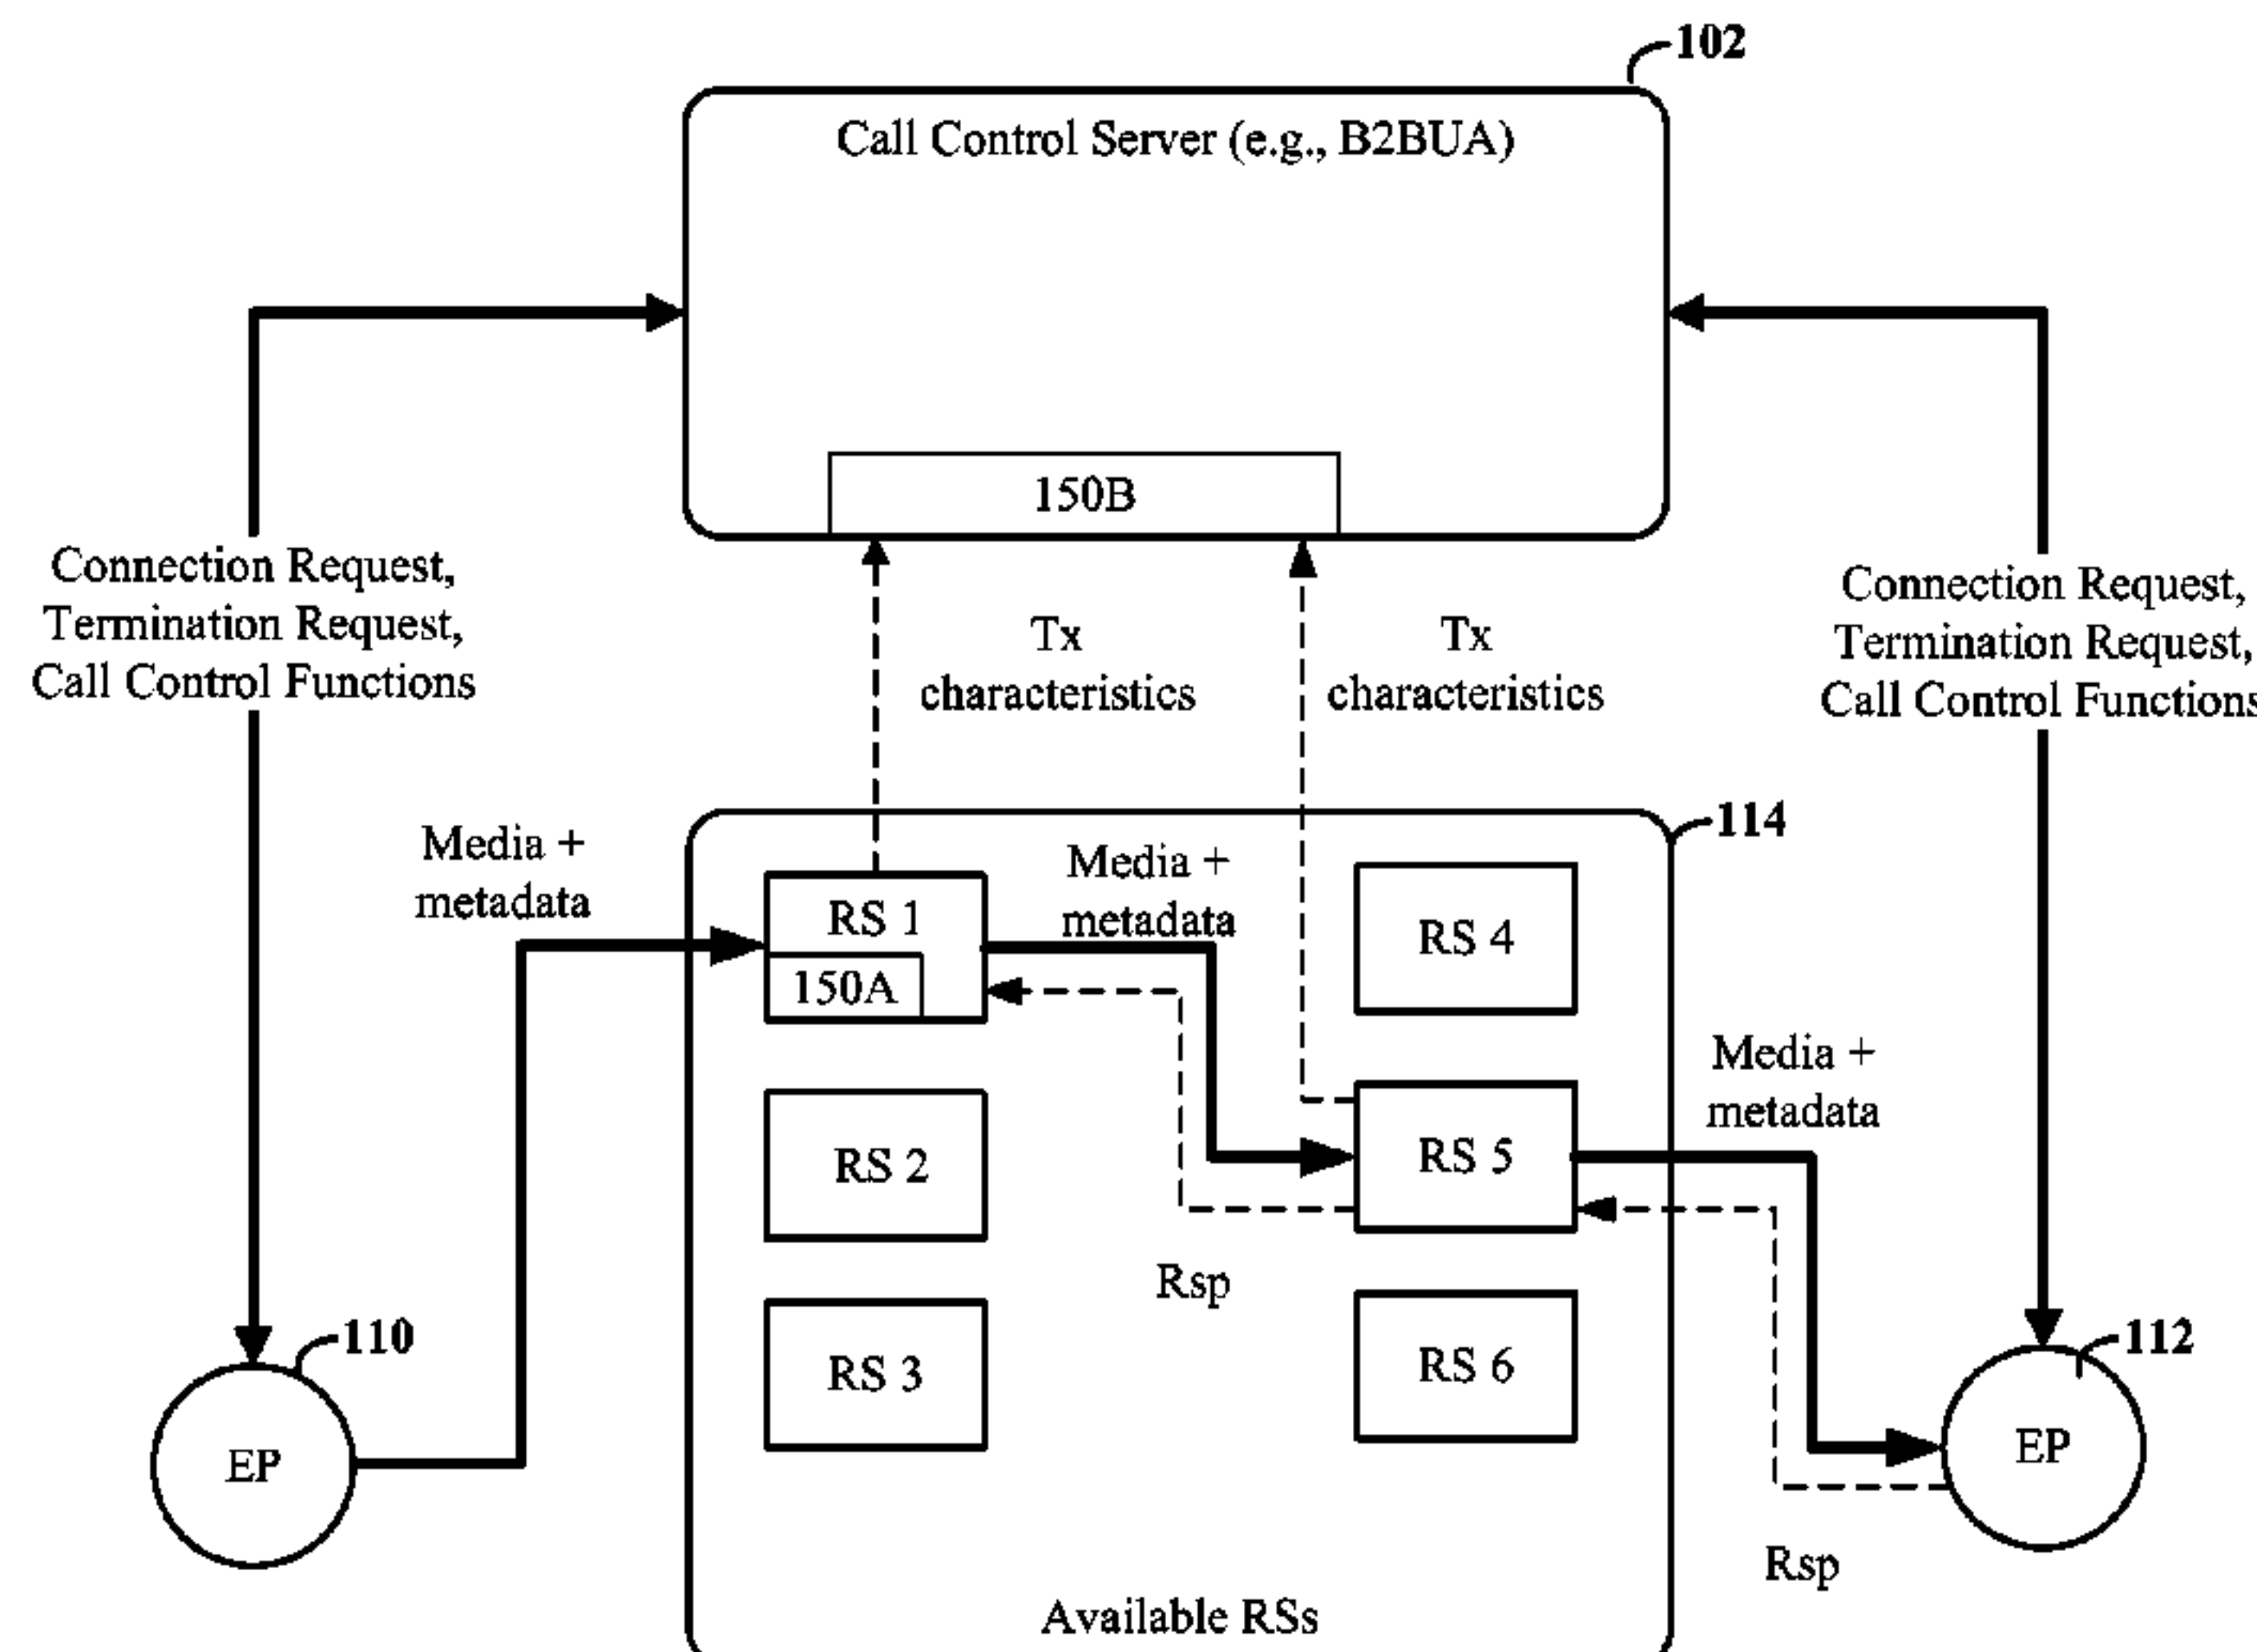 102
Call Control Server (e.g., B2BUA)
150B
Connection Request,
Termination Request,
Call Control Functions
Connection Request,
Termination Request,
Call Control Functions
Tx
characteristics
Tx
characteristics
114
Media +
metadata
Media +
metadata
RS 1
150A
RS 4
Media +
metadata
RS 2
RS 5
Rsp
RS 3
RS 6
110
EP
112
EP
Rsp
Available RSs